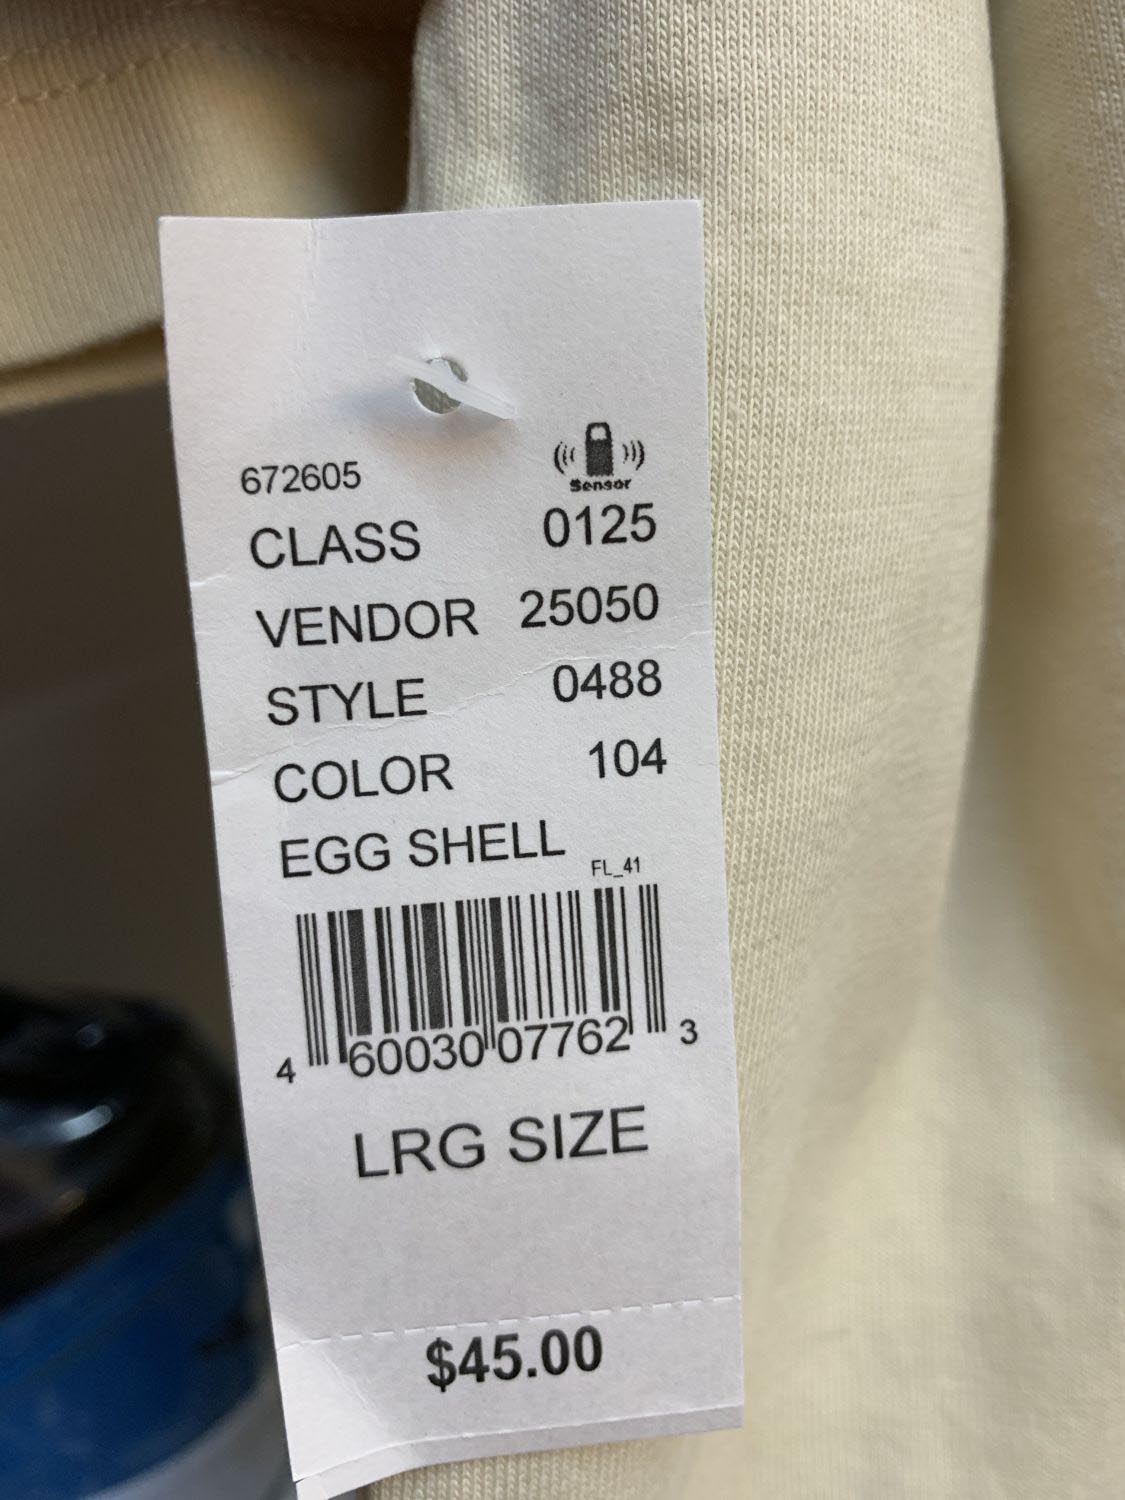 672605
Sensor
CLASS 0125
VENDOR 25050
STYLE 0488
COLOR 104
EGG SHELL
FL_41
4 60030 07762 3
LRG SIZE
$45.00